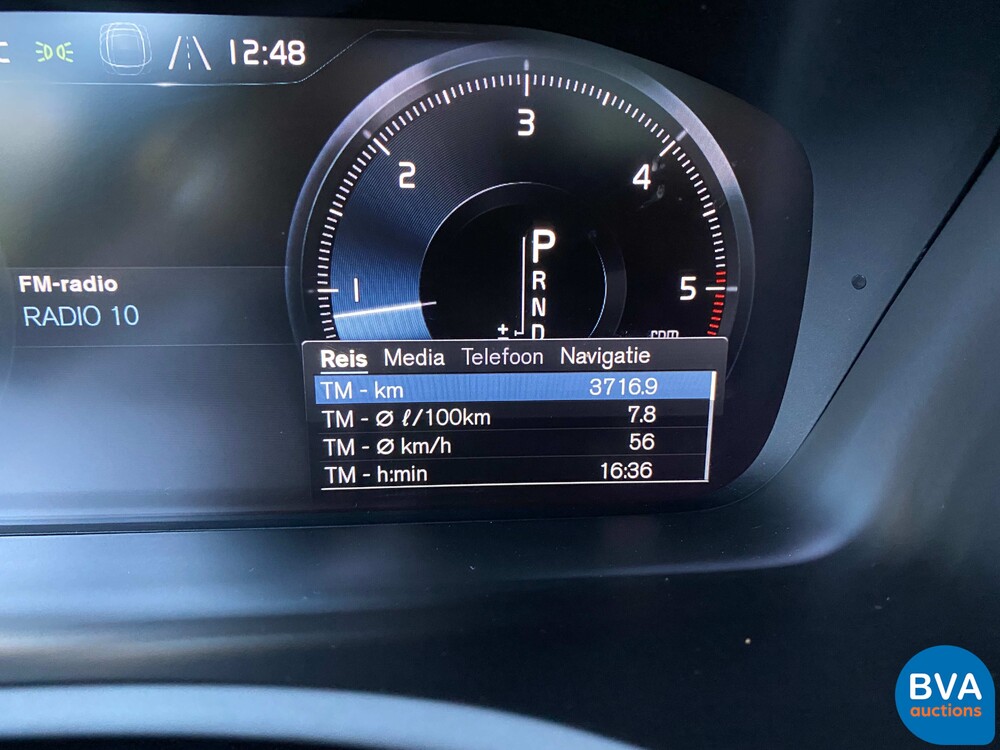 C 12:48
1 2 3 4 5
P
R
N
± D
rpm
FM-radio
RADIO 10
Reis Media Telefoon Navigatie
TM - km 3716.9
TM - Ø ℓ/100km 7.8
TM - Ø km/h 56
TM - h:min 16:36
BVA
auctions